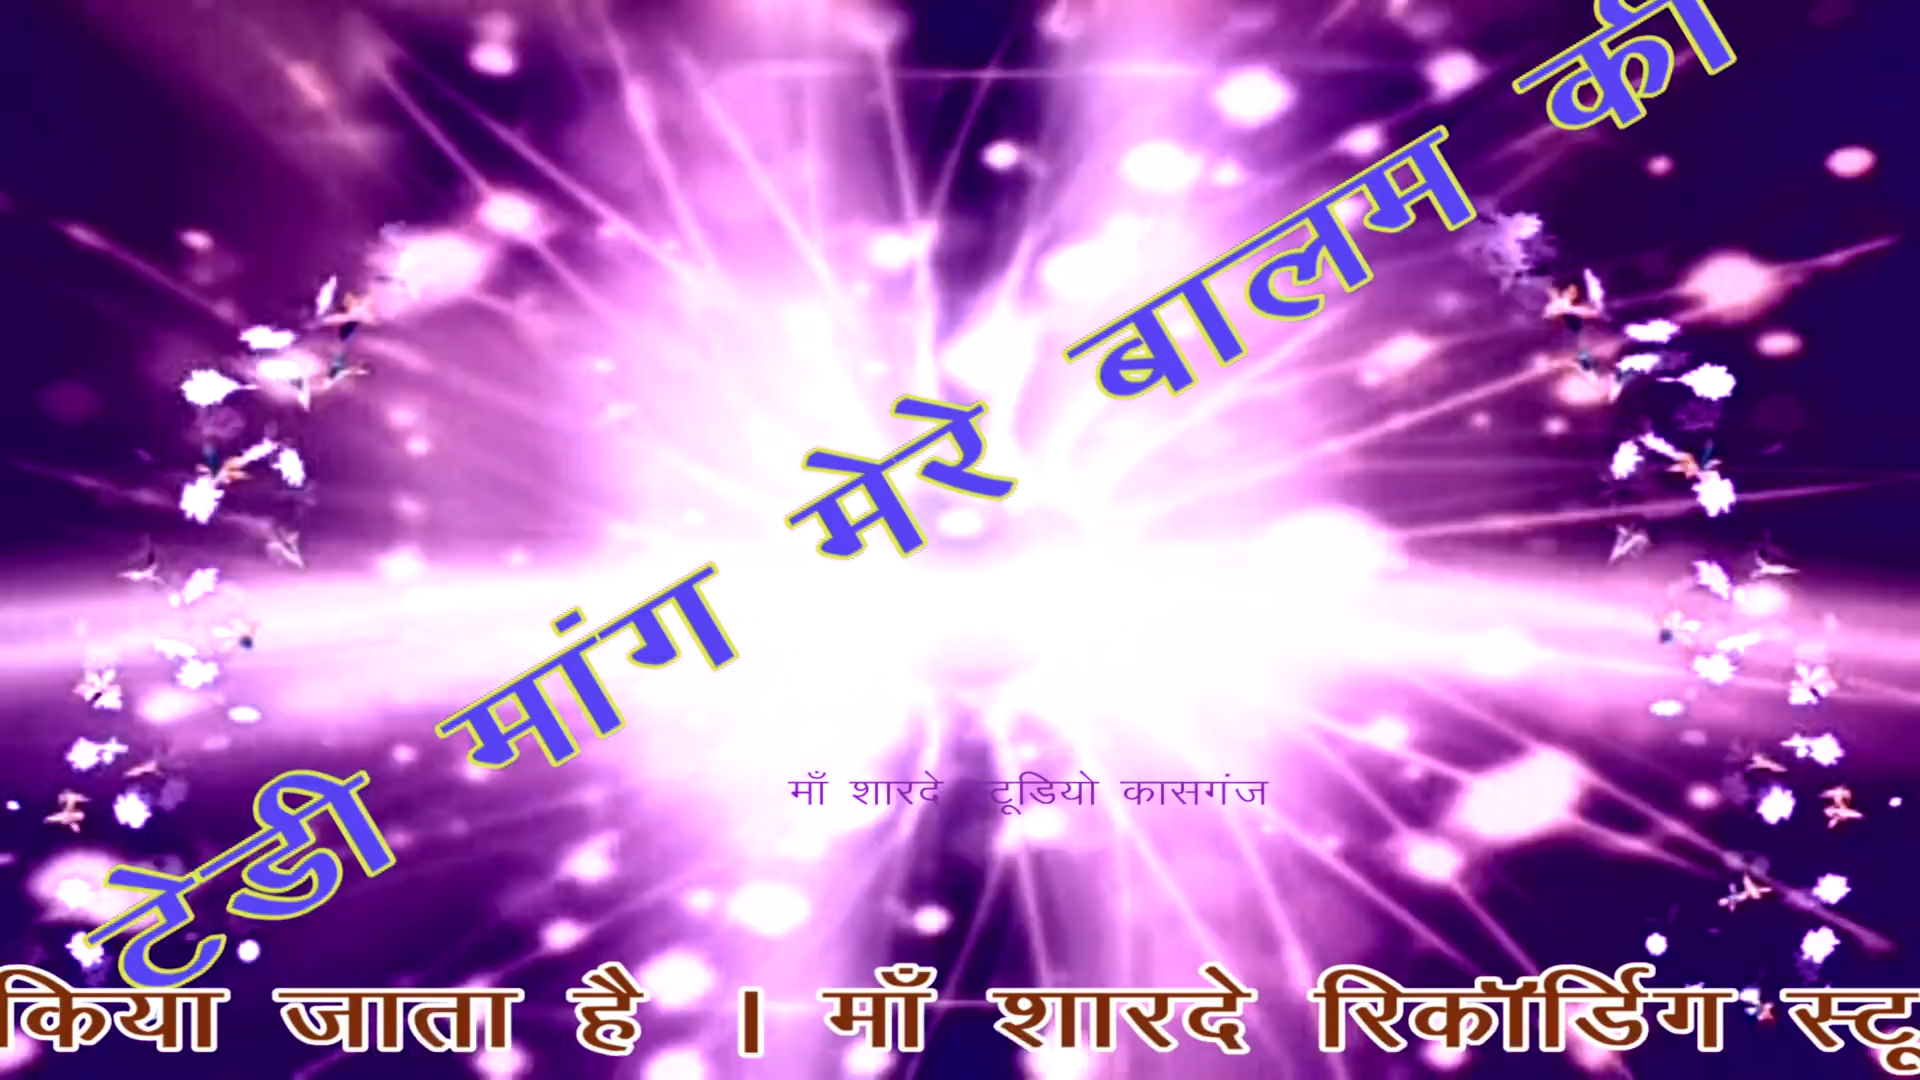 टेडी मांग मेरे बालम की
माँ शारदे टूडियो कासगंज
किया जाता है । माँ शारदे रिकॉर्डिग स्टू